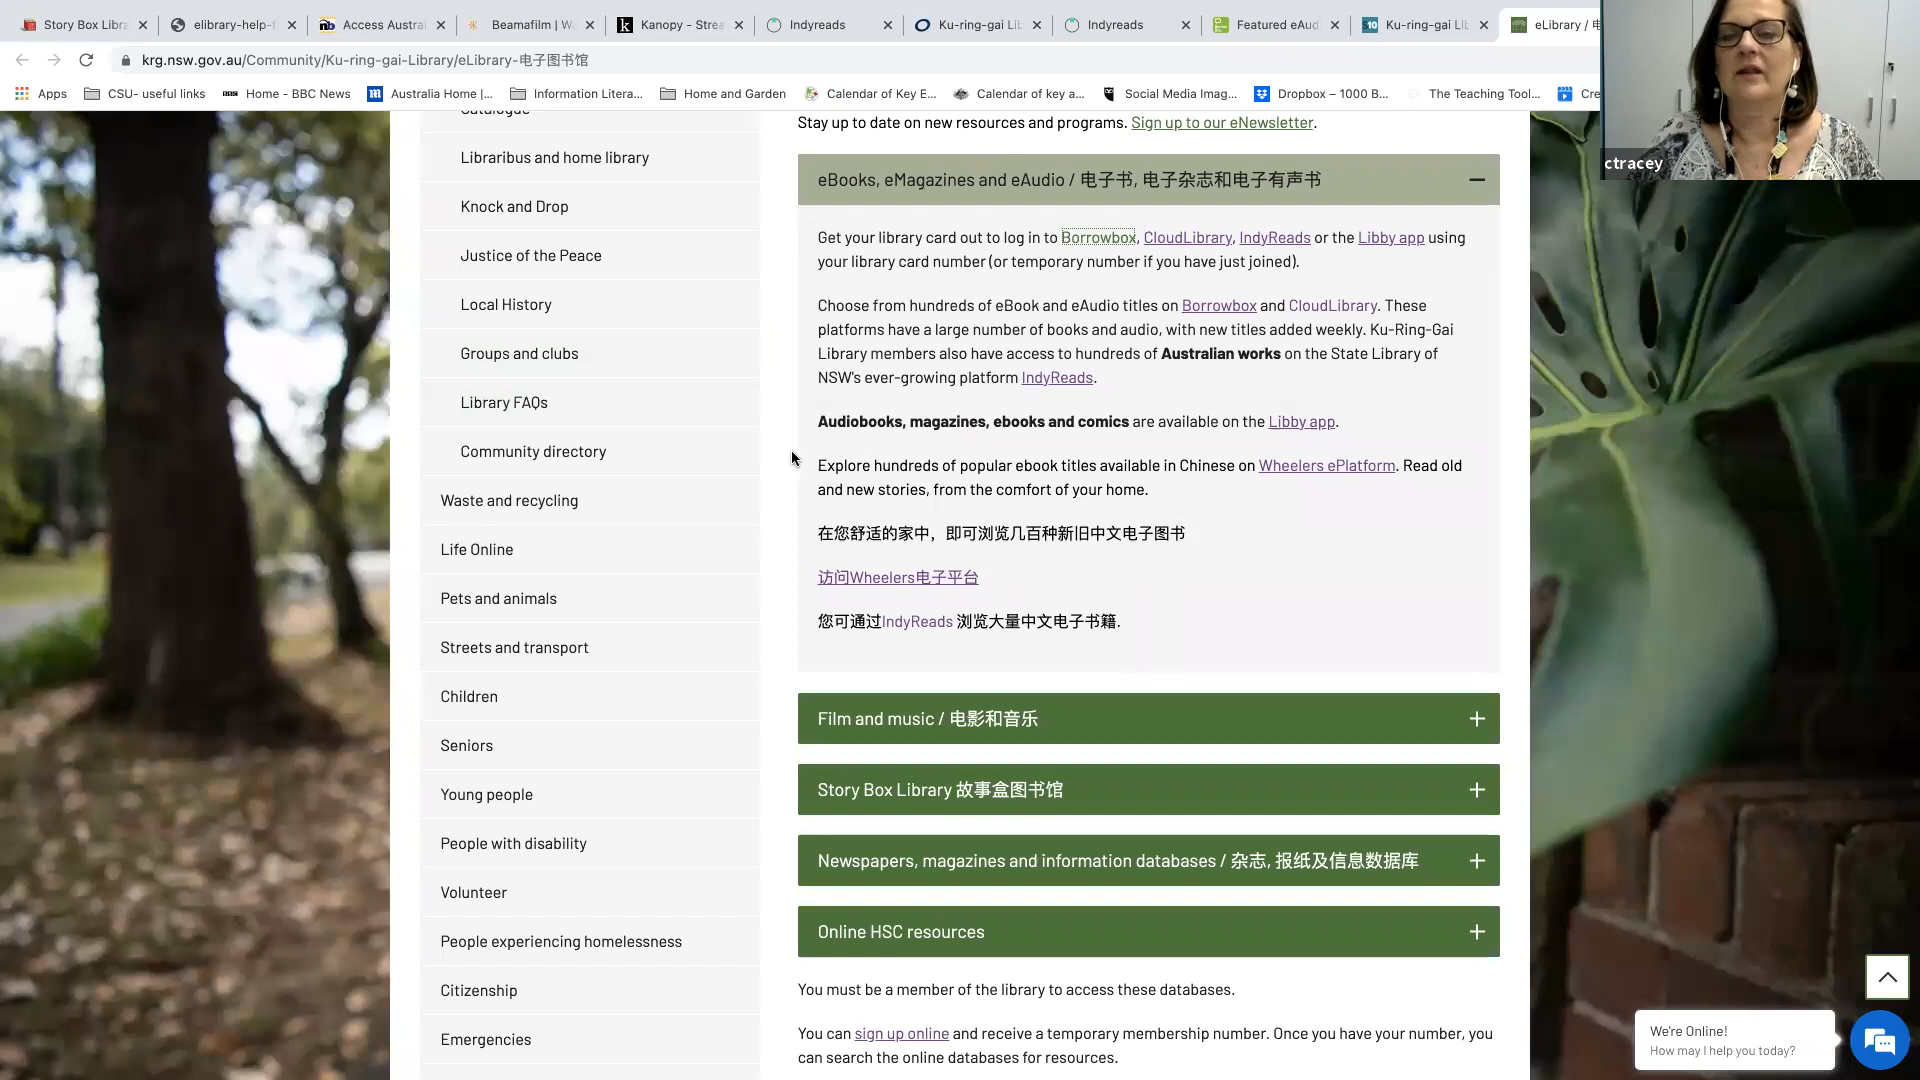 Story Box Libra
elibrary-help-f
Access Austral
Beamafilm | W
Kanopy - Strea
Indyreads
Ku-ring-gai Lib
Indyreads
Featured eAud
Ku-ring-gai Lib
eLibrary / 电
krg.nsw.gov.au/Community/Ku-ring-gai-Library/eLibrary-电子图书馆
Apps
CSU- useful links
Home - BBC News
Australia Home |...
Information Litera...
Home and Garden
Calendar of Key E...
Calendar of key a...
Social Media Imag...
Dropbox – 1000 B...
The Teaching Tool...
Cre
ctracey
Catalogue
Libraribus and home library
Knock and Drop
Justice of the Peace
Local History
Groups and clubs
Library FAQs
Community directory
Waste and recycling
Life Online
Pets and animals
Streets and transport
Children
Seniors
Young people
People with disability
Volunteer
People experiencing homelessness
Citizenship
Emergencies
Stay up to date on new resources and programs. Sign up to our eNewsletter.
eBooks, eMagazines and eAudio / 电子书, 电子杂志和电子有声书
Get your library card out to log in to Borrowbox, CloudLibrary, IndyReads or the Libby app using
your library card number (or temporary number if you have just joined).
Choose from hundreds of eBook and eAudio titles on Borrowbox and CloudLibrary. These
platforms have a large number of books and audio, with new titles added weekly. Ku-Ring-Gai
Library members also have access to hundreds of Australian works on the State Library of
NSW's ever-growing platform IndyReads.
Audiobooks, magazines, ebooks and comics are available on the Libby app.
Explore hundreds of popular ebook titles available in Chinese on Wheelers ePlatform. Read old
and new stories, from the comfort of your home.
在您舒适的家中，即可浏览几百种新旧中文电子图书
访问Wheelers电子平台
您可通过IndyReads 浏览大量中文电子书籍.
Film and music / 电影和音乐
Story Box Library 故事盒图书馆
Newspapers, magazines and information databases / 杂志, 报纸及信息数据库
Online HSC resources
You must be a member of the library to access these databases.
You can sign up online and receive a temporary membership number. Once you have your number, you
can search the online databases for resources.
We're Online!
How may I help you today?